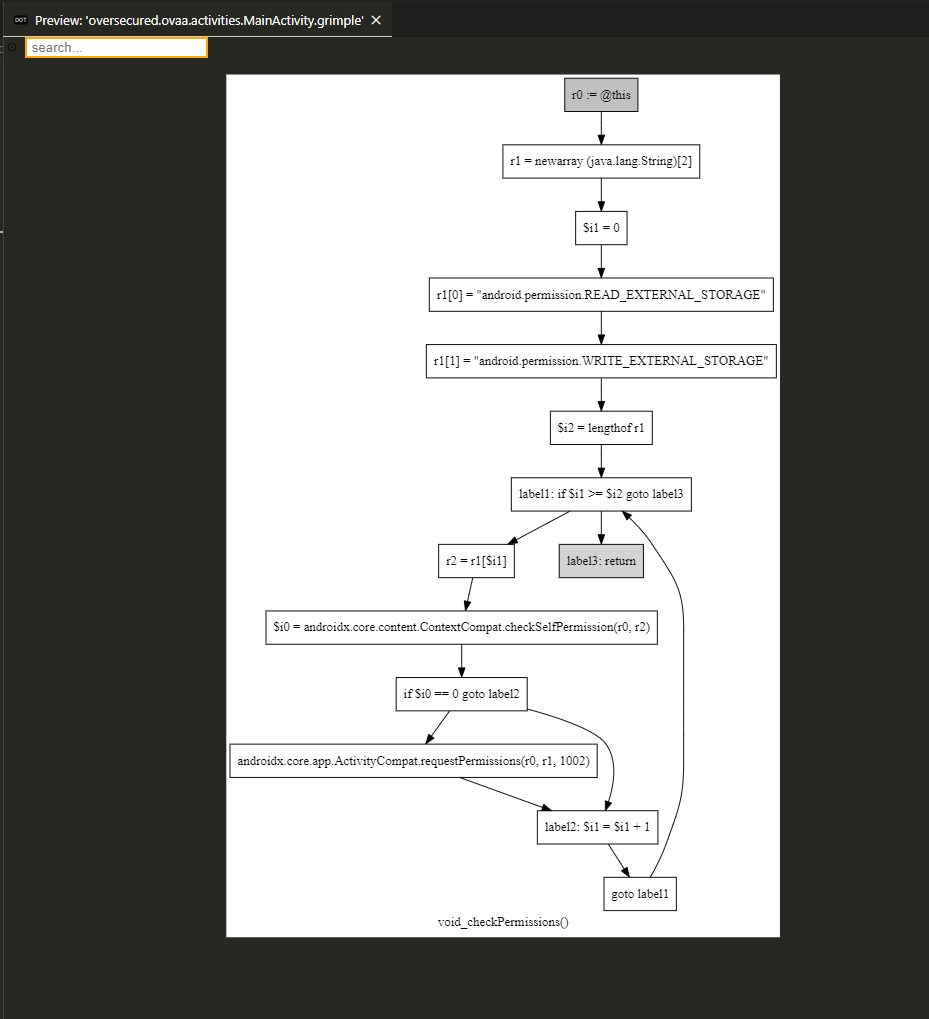 DOT Preview: 'oversecured.ovaa.activities.MainActivity.grimple' ✕
search...
r0 := @this
r1 = newarray (java.lang.String)[2]
$i1 = 0
r1[0] = "android.permission.READ_EXTERNAL_STORAGE"
r1[1] = "android.permission.WRITE_EXTERNAL_STORAGE"
$i2 = lengthof r1
label1: if $i1 >= $i2 goto label3
r2 = r1[$i1]
label3: return
$i0 = androidx.core.content.ContextCompat.checkSelfPermission(r0, r2)
if $i0 == 0 goto label2
androidx.core.app.ActivityCompat.requestPermissions(r0, r1, 1002)
label2: $i1 = $i1 + 1
goto label1
void_checkPermissions()